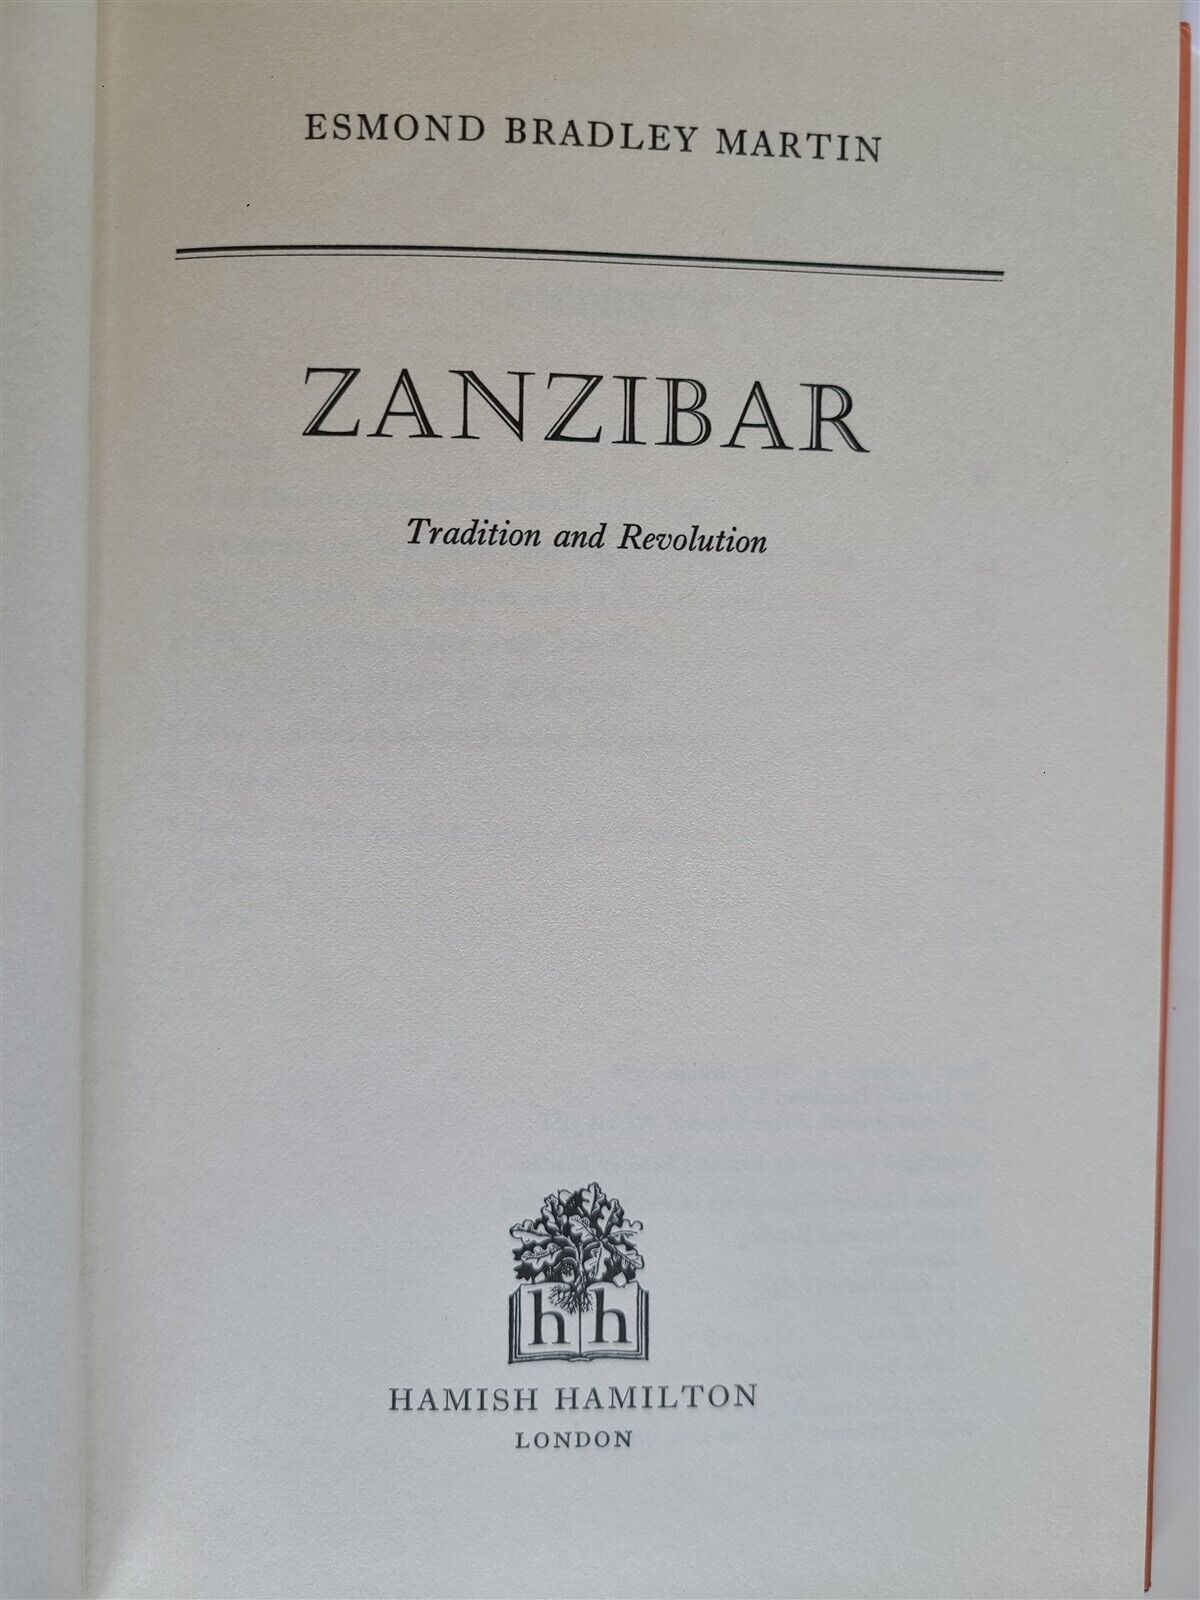 ESMOND BRADLEY MARTIN
ZANZIBAR
Tradition and Revolution
h h
HAMISH HAMILTON
LONDON